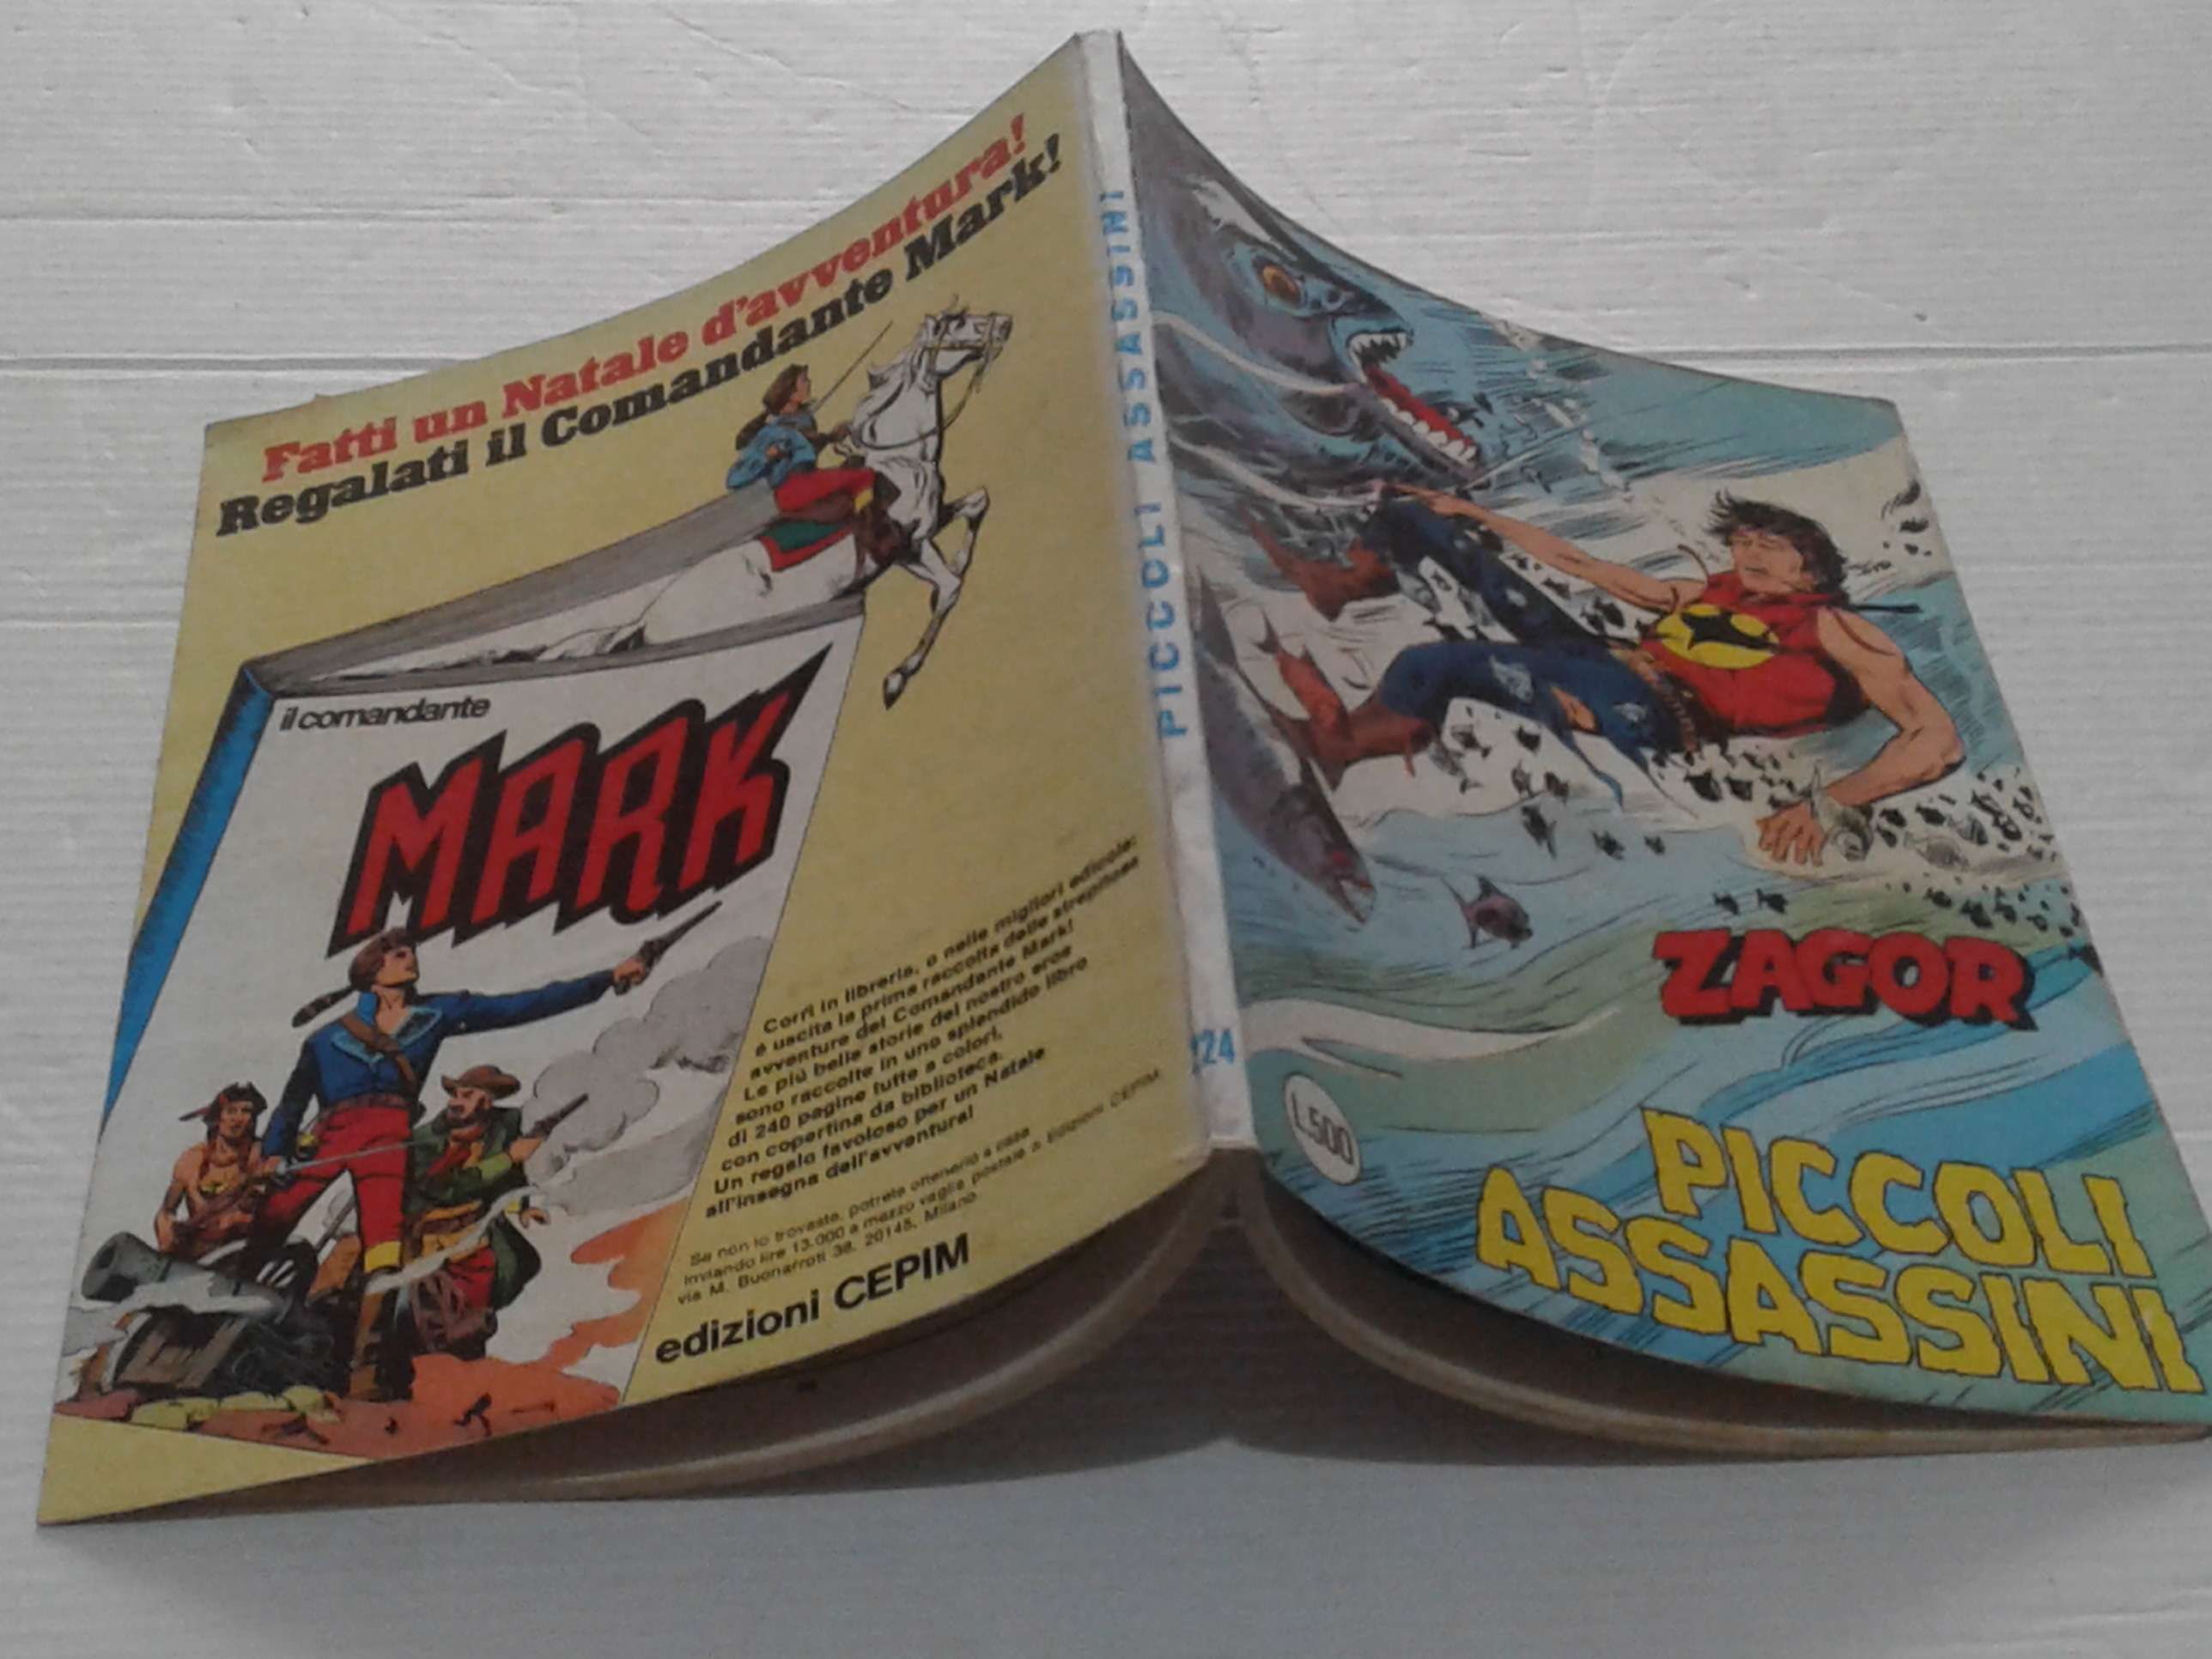 Fatti un Natale d'avventura!
Regalati il Comandante Mark!
il comandante
MARK
Corri in libreria, o nelle migliori edicole:
è uscita la prima raccolta delle strepitose
avventure del Comandante Mark!
Le più belle storie del nostro eroe
sono raccolte in uno splendido libro
di 240 pagine tutte a colori,
con copertina da biblioteca.
Un regalo favoloso per un Natale
all'insegna dell'avventura!
Se non lo trovaste, potrete ottenerlo a casa
inviando lire 13.000 a mezzo vaglia postale a Edizioni CEPIM
via M. Buonarroti 38, 20145, Milano
edizioni CEPIM
PICCOLI ASSASSINI
224
ZAGOR
L.500
PICCOLI
ASSASSINI